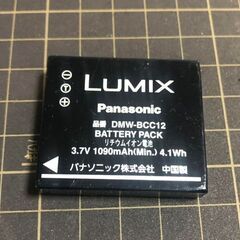 LUMIX
Panasonic
品番 DMW-BCC12
BATTERY PACK
リチウムイオン電池
3.7V 1090mAh(Min.) 4.1Wh
パナソニック株式会社 中国製